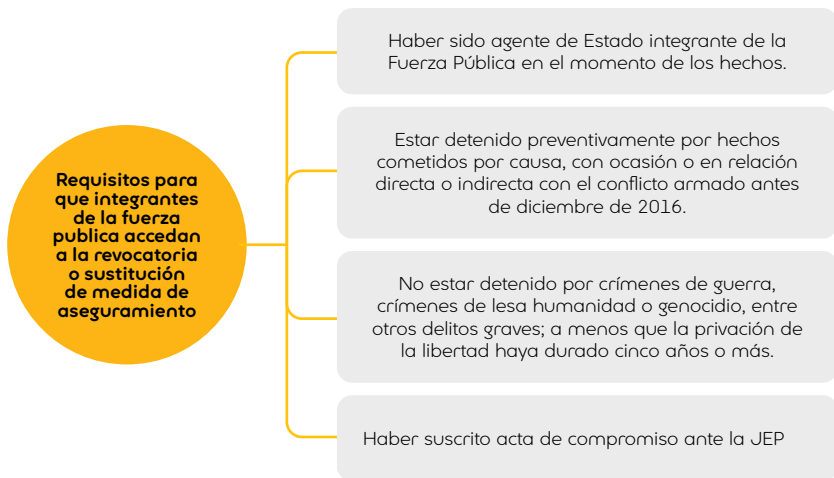 Requisitos para
que integrantes
de la fuerza
publica accedan
a la revocatoria
o sustitución
de medida de
aseguramiento
Haber sido agente de Estado integrante de la
Fuerza Pública en el momento de los hechos.
Estar detenido preventivamente por hechos
cometidos por causa, con ocasión o en relación
directa o indirecta con el conflicto armado antes
de diciembre de 2016.
No estar detenido por crímenes de guerra,
crímenes de lesa humanidad o genocidio, entre
otros delitos graves; a menos que la privación de
la libertad haya durado cinco años o más.
Haber suscrito acta de compromiso ante la JEP